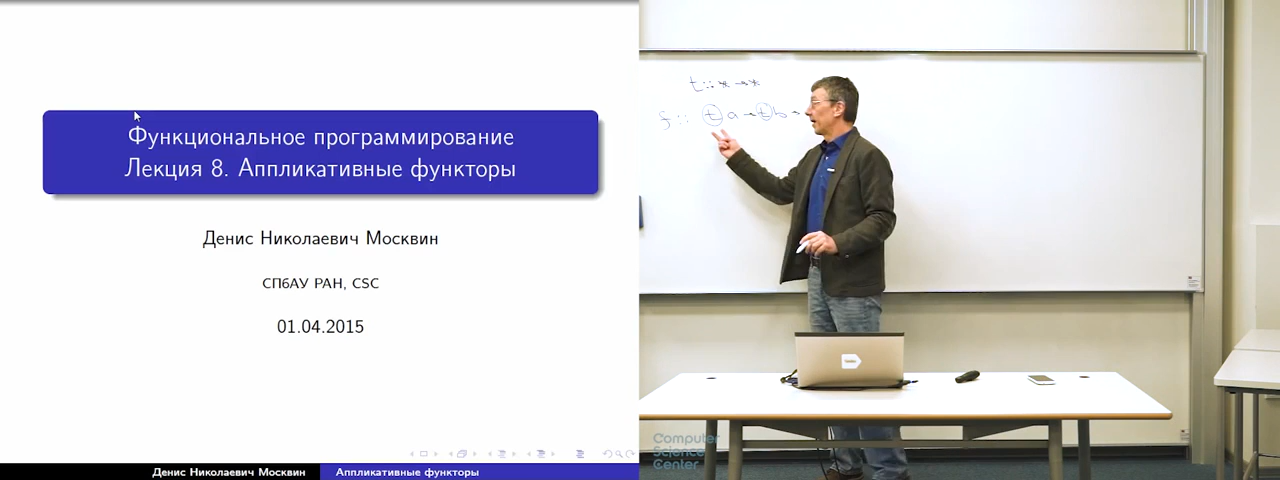 Функциональное программирование
Лекция 8. Аппликативные функторы
Денис Николаевич Москвин
СПбАУ РАН, CSC
01.04.2015
Денис Николаевич Москвин
Аппликативные функторы
t :: * → *
f :: t a → t b →
Computer
Science
Center